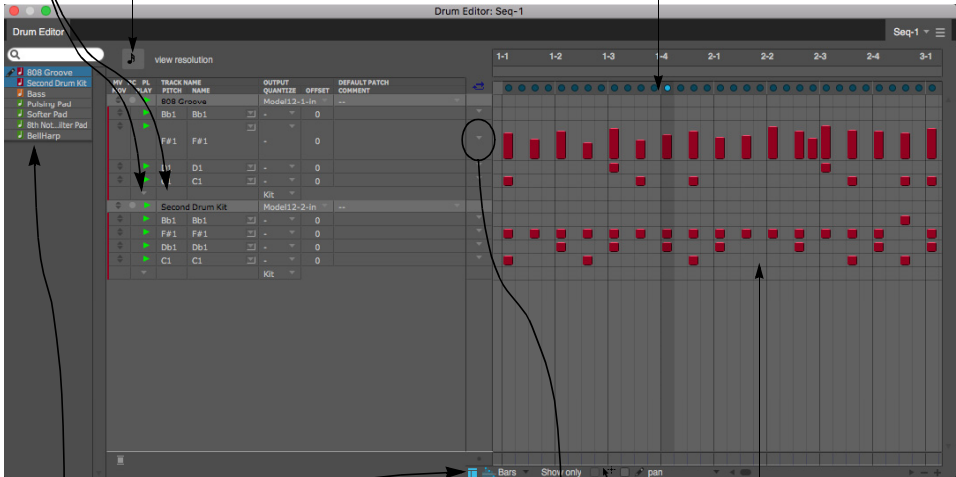 Drum Editor: Seq-1
Drum Editor
Seq-1
view resolution
1-1 1-2 1-3 1-4 2-1 2-2 2-3 2-4 3-1
808 Groove
Second Drum Kit
Bass
Pulsing Pad
Softer Pad
8th Not...ilter Pad
BellHarp
MV PL TRACK NAME OUTPUT DEFAULT PATCH
MOV PLAY PITCH NAME QUANTIZE OFFSET COMMENT
808 Groove Model12-1-in --
Bb1 Bb1 - 0
F#1 F#1 - 0
D1 D1 - 0
C1 C1 - 0
Kit
Second Drum Kit Model12-2-in --
Bb1 Bb1 - 0
F#1 F#1 - 0
Db1 Db1 - 0
C1 C1 - 0
Kit
Bars Show only pan